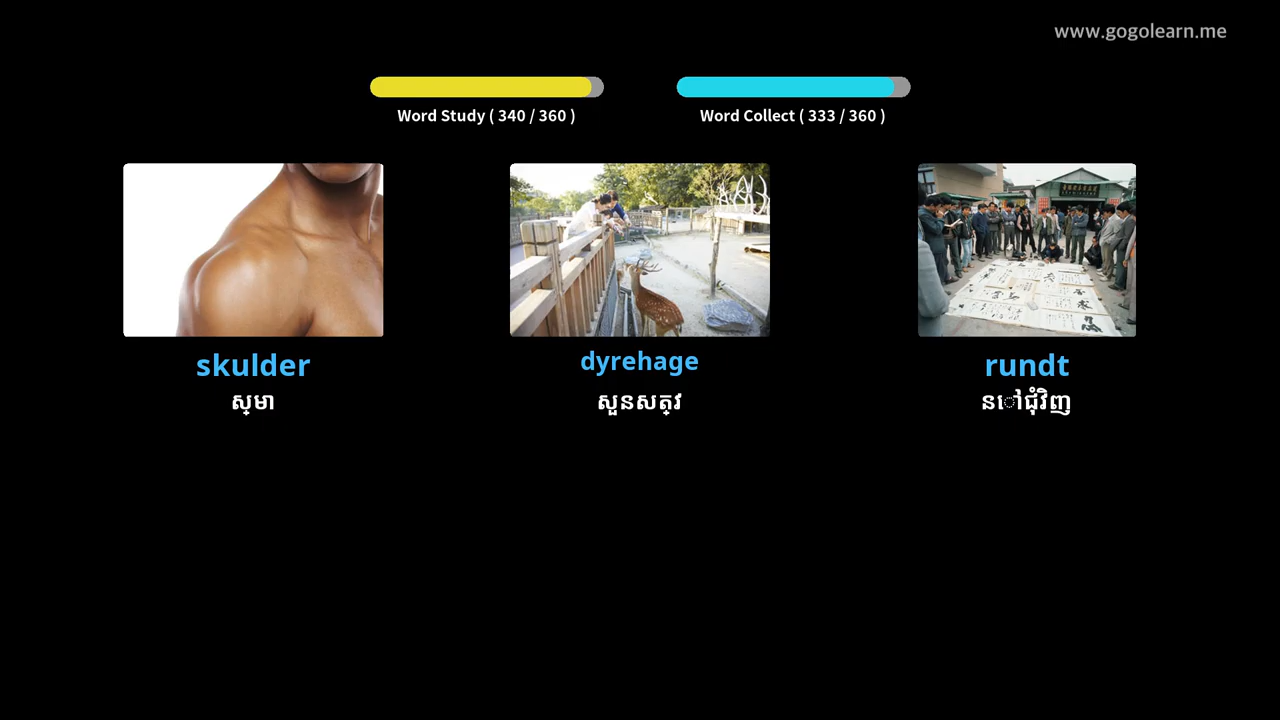 www.gogolearn.me
Word Study ( 340 / 360 )
Word Collect ( 333 / 360 )
skulder
ស្មា
dyrehage
សួនសត្វ
rundt
នៅជុំវិញ